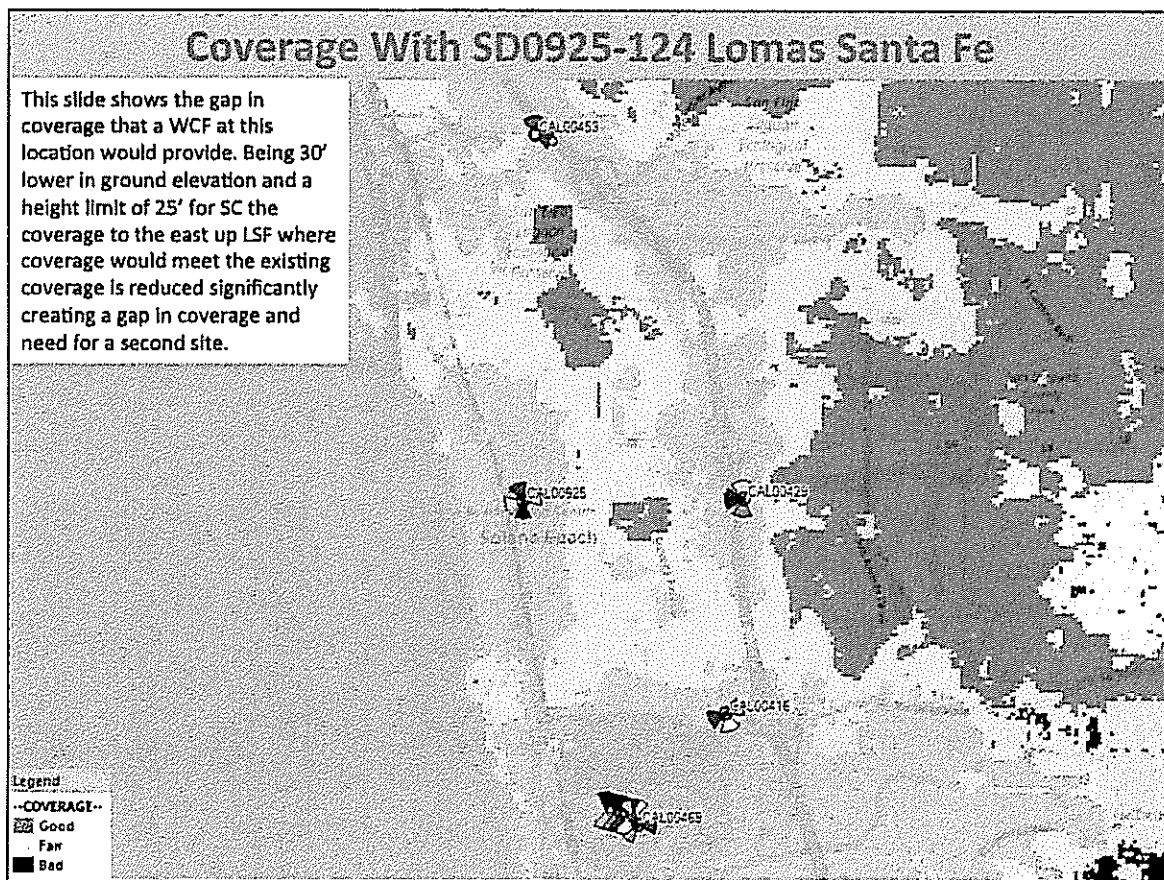 Coverage With SD0925-124 Lomas Santa Fe
This slide shows the gap in
coverage that a WCF at this
location would provide. Being 30'
lower in ground elevation and a
height limit of 25' for SC the
coverage to the east up LSF where
coverage would meet the existing
coverage is reduced significantly
creating a gap in coverage and
need for a second site.
CAL00453
CAL00925
CAL00429
Solana Beach
CAL00416
CAL00469
Legend
--COVERAGE--
Good
Fair
Bad